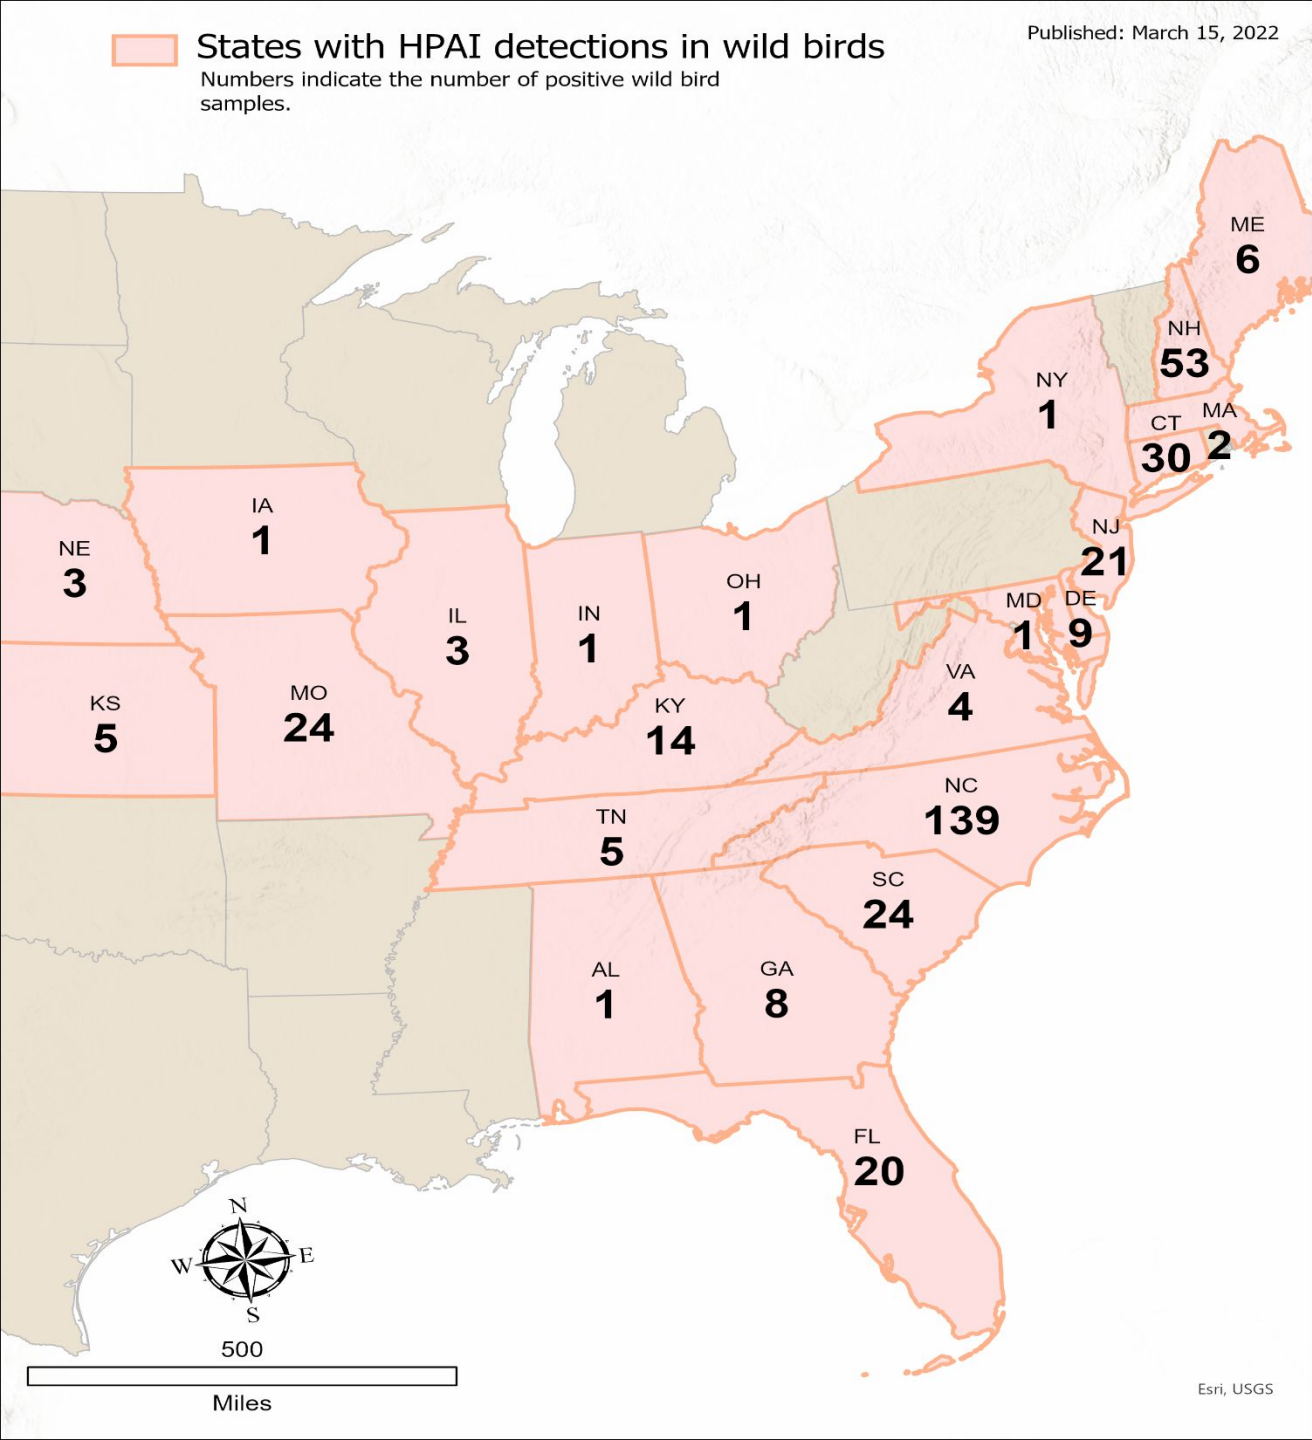 Published: March 15, 2022
States with HPAI detections in wild birds
Numbers indicate the number of positive wild bird
samples.
ME
6
NH
53
NY
1
MA
2
CT
30
IA
1
NE
3
NJ
21
OH
1
MD
1
DE
9
IL
3
IN
1
VA
4
KS
5
MO
24
KY
14
NC
139
TN
5
SC
24
AL
1
GA
8
FL
20
N
W
E
S
500
Miles
Esri, USGS